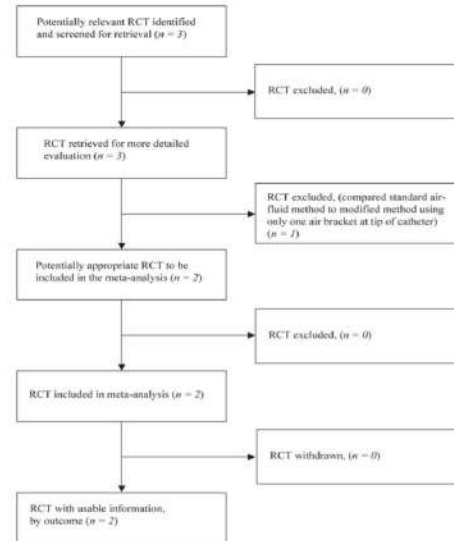 Potentially relevant RCT identified
and screened for retrieval (n = 3)
RCT excluded, (n = 0)
RCT retrieved for more detailed
evaluation (n = 3)
RCT excluded, (compared standard air-
fluid method to modified method using
only one air bracket at tip of catheter)
(n = 1)
Potentially appropriate RCT to be
included in the meta-analysis (n = 2)
RCT excluded, (n = 0)
RCT included in meta-analysis (n = 2)
RCT withdrawn, (n = 0)
RCT with usable information,
by outcome (n = 2)